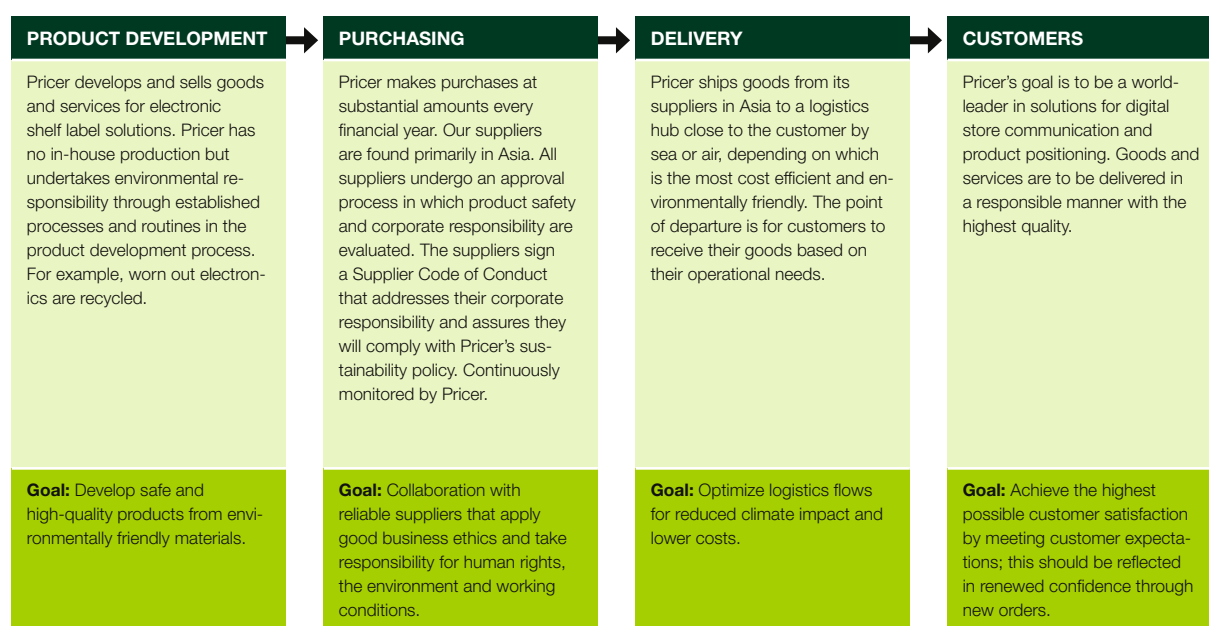 PRODUCT DEVELOPMENT
Pricer develops and sells goods
and services for electronic
shelf label solutions. Pricer has
no in-house production but
undertakes environmental re-
sponsibility through established
processes and routines in the
product development process.
For example, worn out electron-
ics are recycled.
Goal: Develop safe and
high-quality products from envi-
ronmentally friendly materials.
PURCHASING
Pricer makes purchases at
substantial amounts every
financial year. Our suppliers
are found primarily in Asia. All
suppliers undergo an approval
process in which product safety
and corporate responsibility are
evaluated. The suppliers sign
a Supplier Code of Conduct
that addresses their corporate
responsibility and assures they
will comply with Pricer’s sus-
tainability policy. Continuously
monitored by Pricer.
Goal: Collaboration with
reliable suppliers that apply
good business ethics and take
responsibility for human rights,
the environment and working
conditions.
DELIVERY
Pricer ships goods from its
suppliers in Asia to a logistics
hub close to the customer by
sea or air, depending on which
is the most cost efficient and en-
vironmentally friendly. The point
of departure is for customers to
receive their goods based on
their operational needs.
Goal: Optimize logistics flows
for reduced climate impact and
lower costs.
CUSTOMERS
Pricer’s goal is to be a world-
leader in solutions for digital
store communication and
product positioning. Goods and
services are to be delivered in
a responsible manner with the
highest quality.
Goal: Achieve the highest
possible customer satisfaction
by meeting customer expecta-
tions; this should be reflected
in renewed confidence through
new orders.